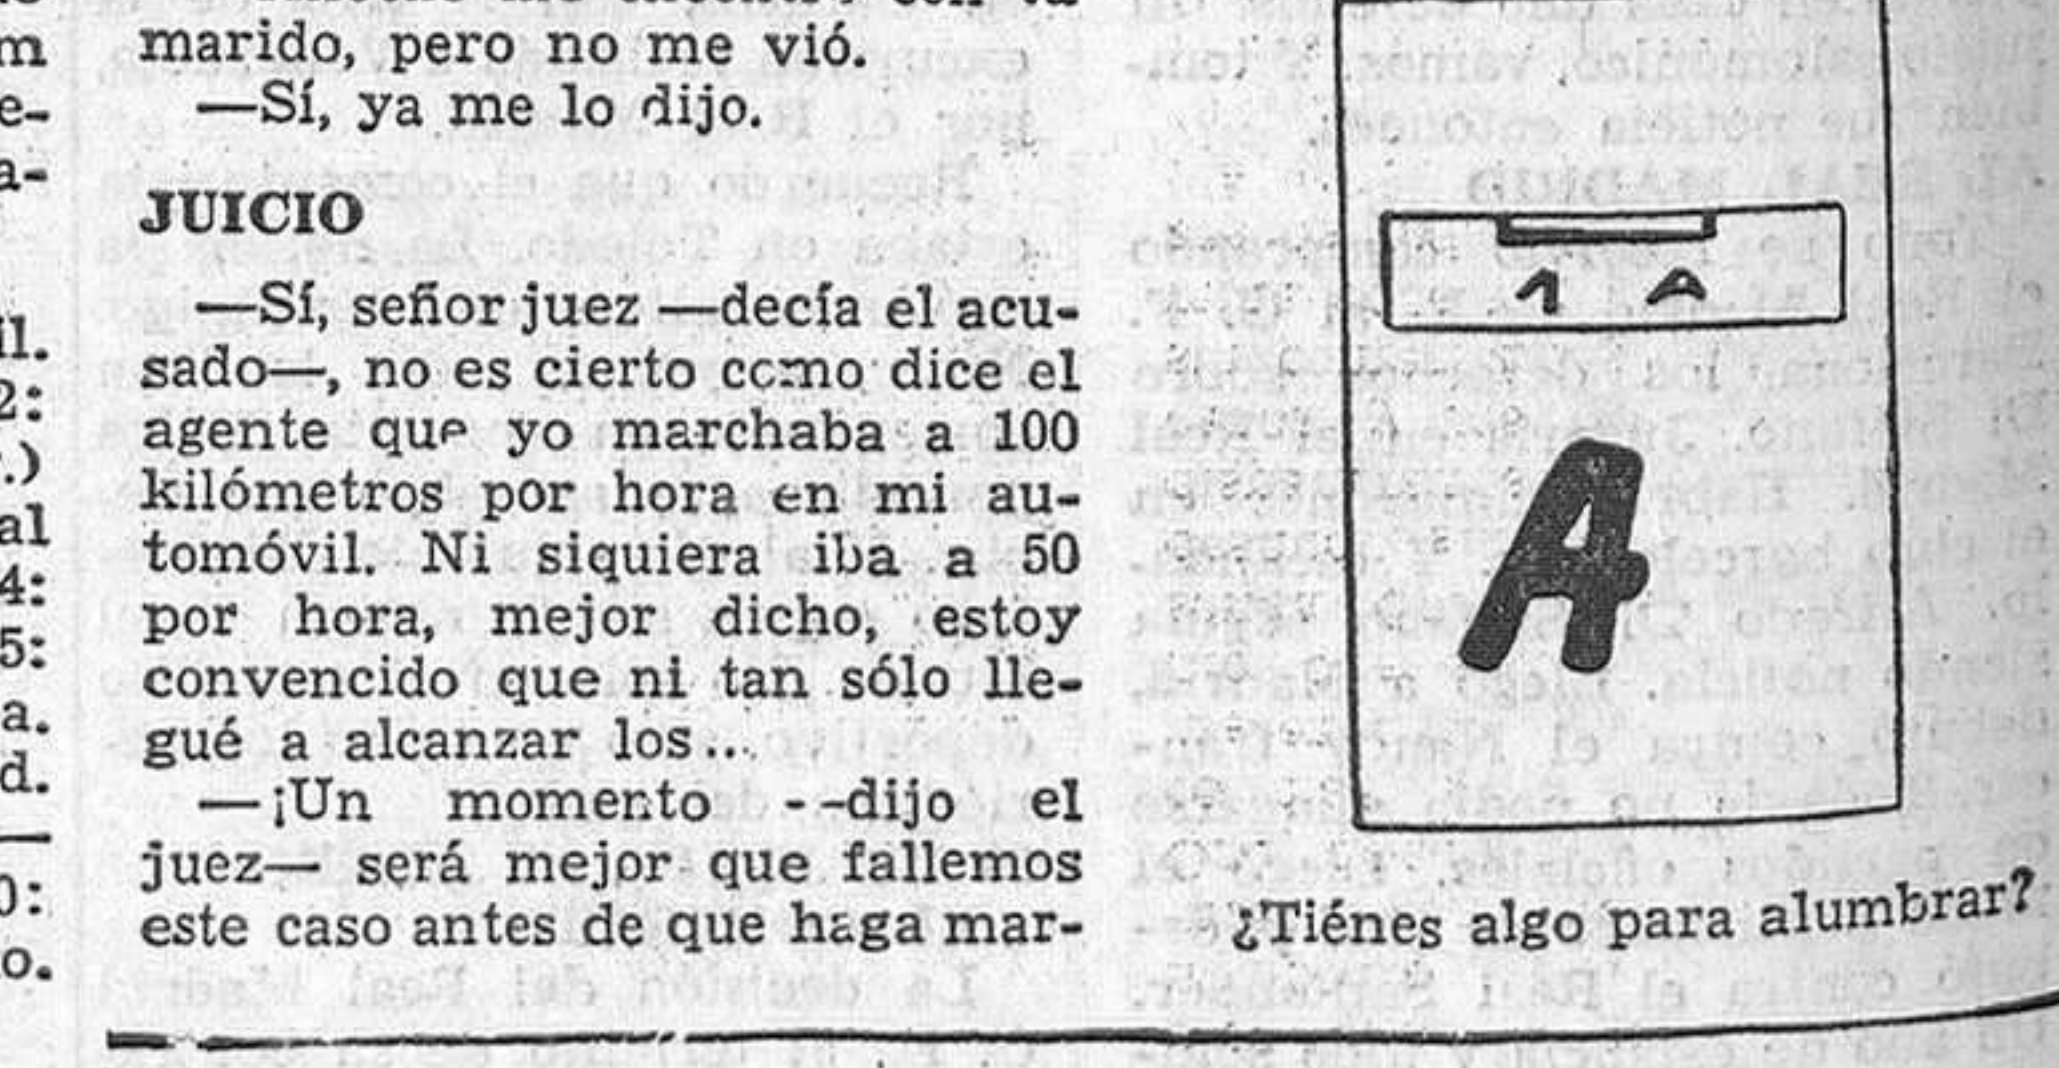 marido, pero no me vió.
—Sí, ya me lo dijo.
JUICIO
—Sí, señor juez —decía el acu-
sado—, no es cierto como dice el
agente que yo marchaba a 100
kilómetros por hora en mi au-
tomóvil. Ni siquiera iba a 50
por hora, mejor dicho, estoy
convencido que ni tan sólo lle-
gué a alcanzar los...
—¡Un momento --dijo el
juez— será mejor que fallemos
este caso antes de que haga mar-
1 A
A
¿Tiénes algo para alumbrar?